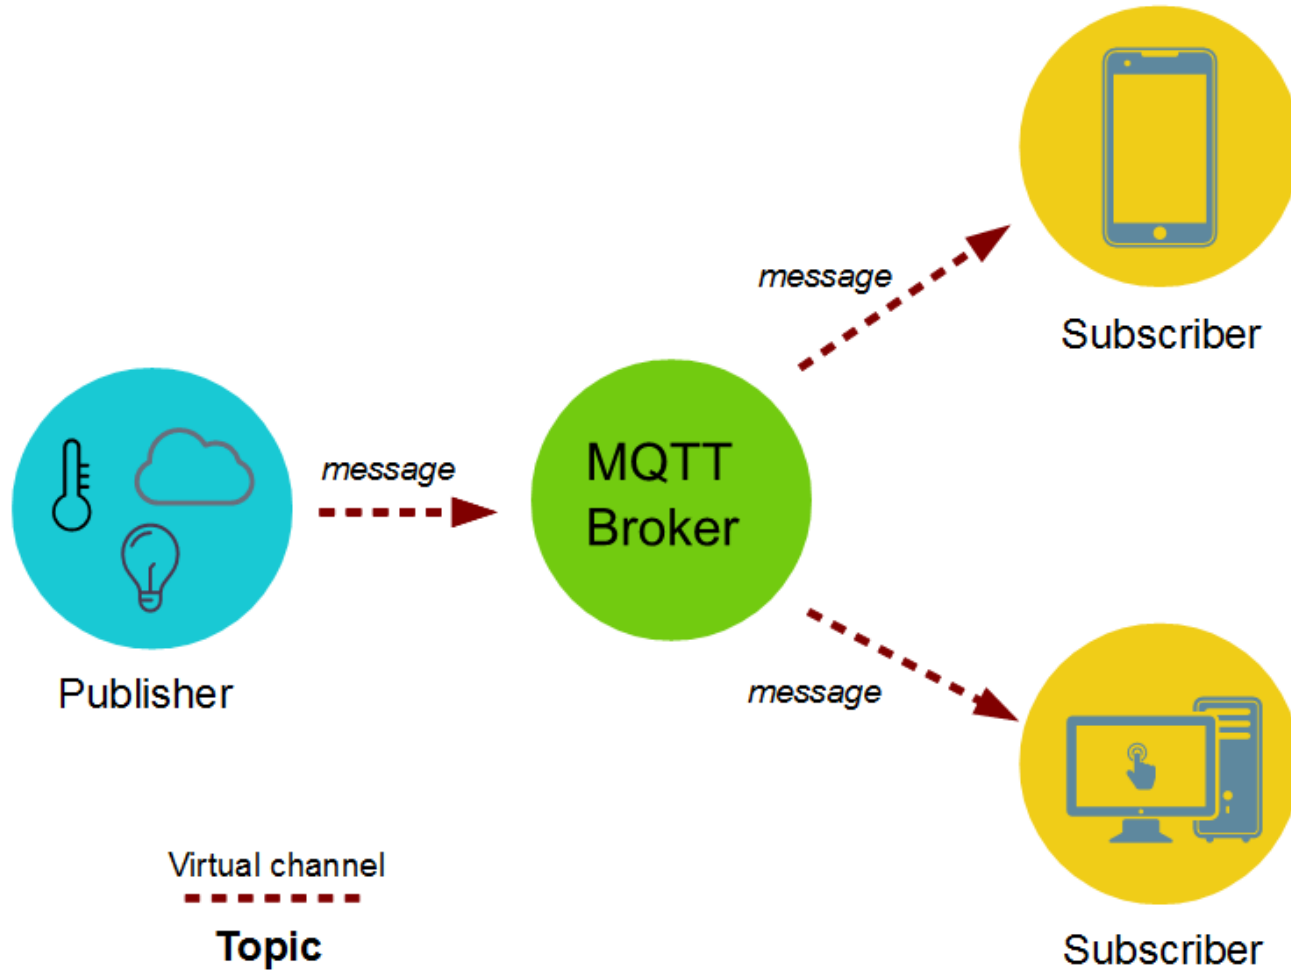 message
Subscriber
message
MQTT
Broker
message
Publisher
Virtual channel
Topic
Subscriber